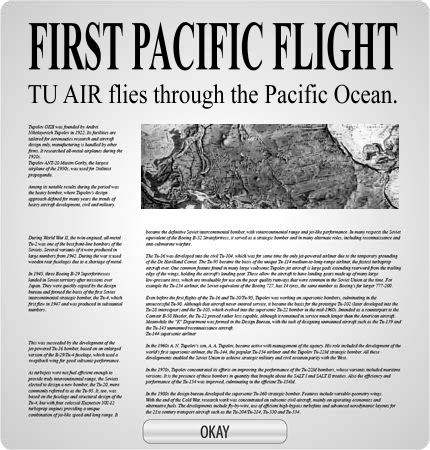 FIRST PACIFIC FLIGHT
TU AIR flies through the Pacific Ocean.
Tupolev OKB was founded by Andrei
Nikolayevich Tupolev in 1922. Its facilities are
tailored for aeronautics research and aircraft
design only, manufacturing is handled by other
firms. It researched all-metal airplanes during the
1920s.
Tupolev ANT-20 Maxim Gorky, the largest
airplane of the 1930s, was used for Stalinist
propaganda.
Among its notable results during the period was
the heavy bomber, where Tupolev's design
approach defined for many years the trends of
heavy aircraft development, civil and military.
During World War II, the twin-engined, all-metal
Tu-2 was one of the best front-line bombers of the
Soviets. Several variants of it were produced in
large numbers from 1942. During the war it used
wooden rear fuselages due to a shortage of metal.
In 1945, three Boeing B-29 Superfortresses
landed in Soviet territory after missions over
Japan. They were quickly copied by the design
bureau and formed the basis of the first Soviet
intercontinental strategic bomber, the Tu-4, which
first flew in 1947 and was produced in substantial
numbers.
This was succeeded by the development of the
jet-powered Tu-16 bomber, based on an enlarged
version of the B-29/Tu-4 fuselage, which used a
sweptback wing for good subsonic performance.
As turbojets were not fuel efficient enough to
provide truly intercontinental range, the Soviets
elected to design a new bomber, the Tu-20, more
commonly referred to as the Tu-95. It, too, was
based on the fuselage and structural design of the
Tu-4, but with four colossal Kuznetsov NK-12
turboprop engines providing a unique
combination of jet-like speed and long range. It
became the definitive Soviet intercontinental bomber, with intercontinental range and jet-like performance. In many respects the Soviet
equivalent of the Boeing B-52 Stratofortress, it served as a strategic bomber and in many alternate roles, including reconnaissance and
anti-submarine warfare.
The Tu-16 was developed into the civil Tu-104, which was for some time the only jet-powered airliner due to the temporary grounding
of the De Havilland Comet. The Tu-95 became the basis of the unique Tu-114 medium-to-long-range airliner, the fastest turboprop
aircraft ever. One common feature found in many large subsonic Tupolev jet aircraft is large pods extending rearward from the trailing
edge of the wings, holding the aircraft's landing gear. These allow the aircraft to have landing gears made up of many large
low-pressure tires, which are invaluable for use on the poor quality runways that were common in the Soviet Union at the time. For
example the Tu-154 airliner, the Soviet equivalent of the Boeing 727, has 14 tires, the same number as Boeing's far larger 777-200.
Even before the first flights of the Tu-16 and Tu-20/Tu-95, Tupolev was working on supersonic bombers, culminating in the
unsuccessful Tu-98. Although that aircraft never entered service, it became the basis for the prototype Tu-102 (later developed into the
Tu-28 interceptor) and the Tu-105, which evolved into the supersonic Tu-22 bomber in the mid-1960s. Intended as a counterpart to the
Convair B-58 Hustler, the Tu-22 proved rather less capable, although it remained in service much longer than the American aircraft.
Meanwhile the "K" Department was formed in the Design Bureau, with the task of designing unmanned aircraft such as the Tu-139 and
the Tu-143 unmanned reconnaissance aircraft.
Tu-144 supersonic airliner
In the 1960s A. N. Tupolev's son, A. A. Tupolev, became active with management of the agency. His role included the development of the
world's first supersonic airliner, the Tu-144, the popular Tu-154 airliner and the Tupolev Tu-22M strategic bomber. All these
developments enabled the Soviet Union to achieve strategic military and civil aviation parity with the West.
In the 1970s, Tupolev concentrated its efforts on improving the performance of the Tu-22M bombers, whose variants included maritime
versions. It is the presence of these bombers in quantity that brought about the SALT I and SALT II treaties. Also the efficiency and
performance of the Tu-154 was improved, culminating in the efficient Tu-154M.
In the 1980s the design bureau developed the supersonic Tu-160 strategic bomber. Features include variable-geometry wings.
With the end of the Cold War, research work was concentrated on subsonic civil aircraft, mainly on operating economics and
alternative fuels. The developments include fly-by-wire, use of efficient high-bypass turbofans and advanced aerodynamic layouts for
the 21st century transport aircraft such as the Tu-204/Tu-214, Tu-330 and Tu-334.
OKAY